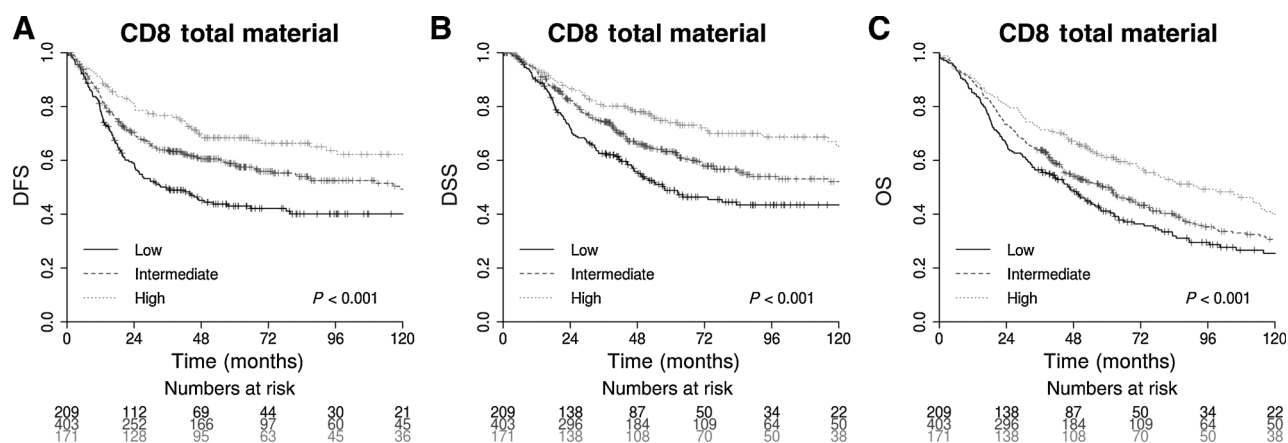 A CD8 total material
DFS
1.0
0.8
0.6
0.4
0.2
0.0
Low
Intermediate
High
P < 0.001
0 24 48 72 96 120
Time (months)
Numbers at risk
209 112 69 44 30 21
403 252 166 97 60 45
171 128 95 63 45 36
B CD8 total material
DSS
1.0
0.8
0.6
0.4
0.2
0.0
Low
Intermediate
High
P < 0.001
0 24 48 72 96 120
Time (months)
Numbers at risk
209 138 87 50 34 22
403 296 184 109 64 50
171 138 108 70 50 38
C CD8 total material
OS
1.0
0.8
0.6
0.4
0.2
0.0
Low
Intermediate
High
P < 0.001
0 24 48 72 96 120
Time (months)
Numbers at risk
209 138 87 50 34 22
403 296 184 109 64 50
171 138 108 70 50 38